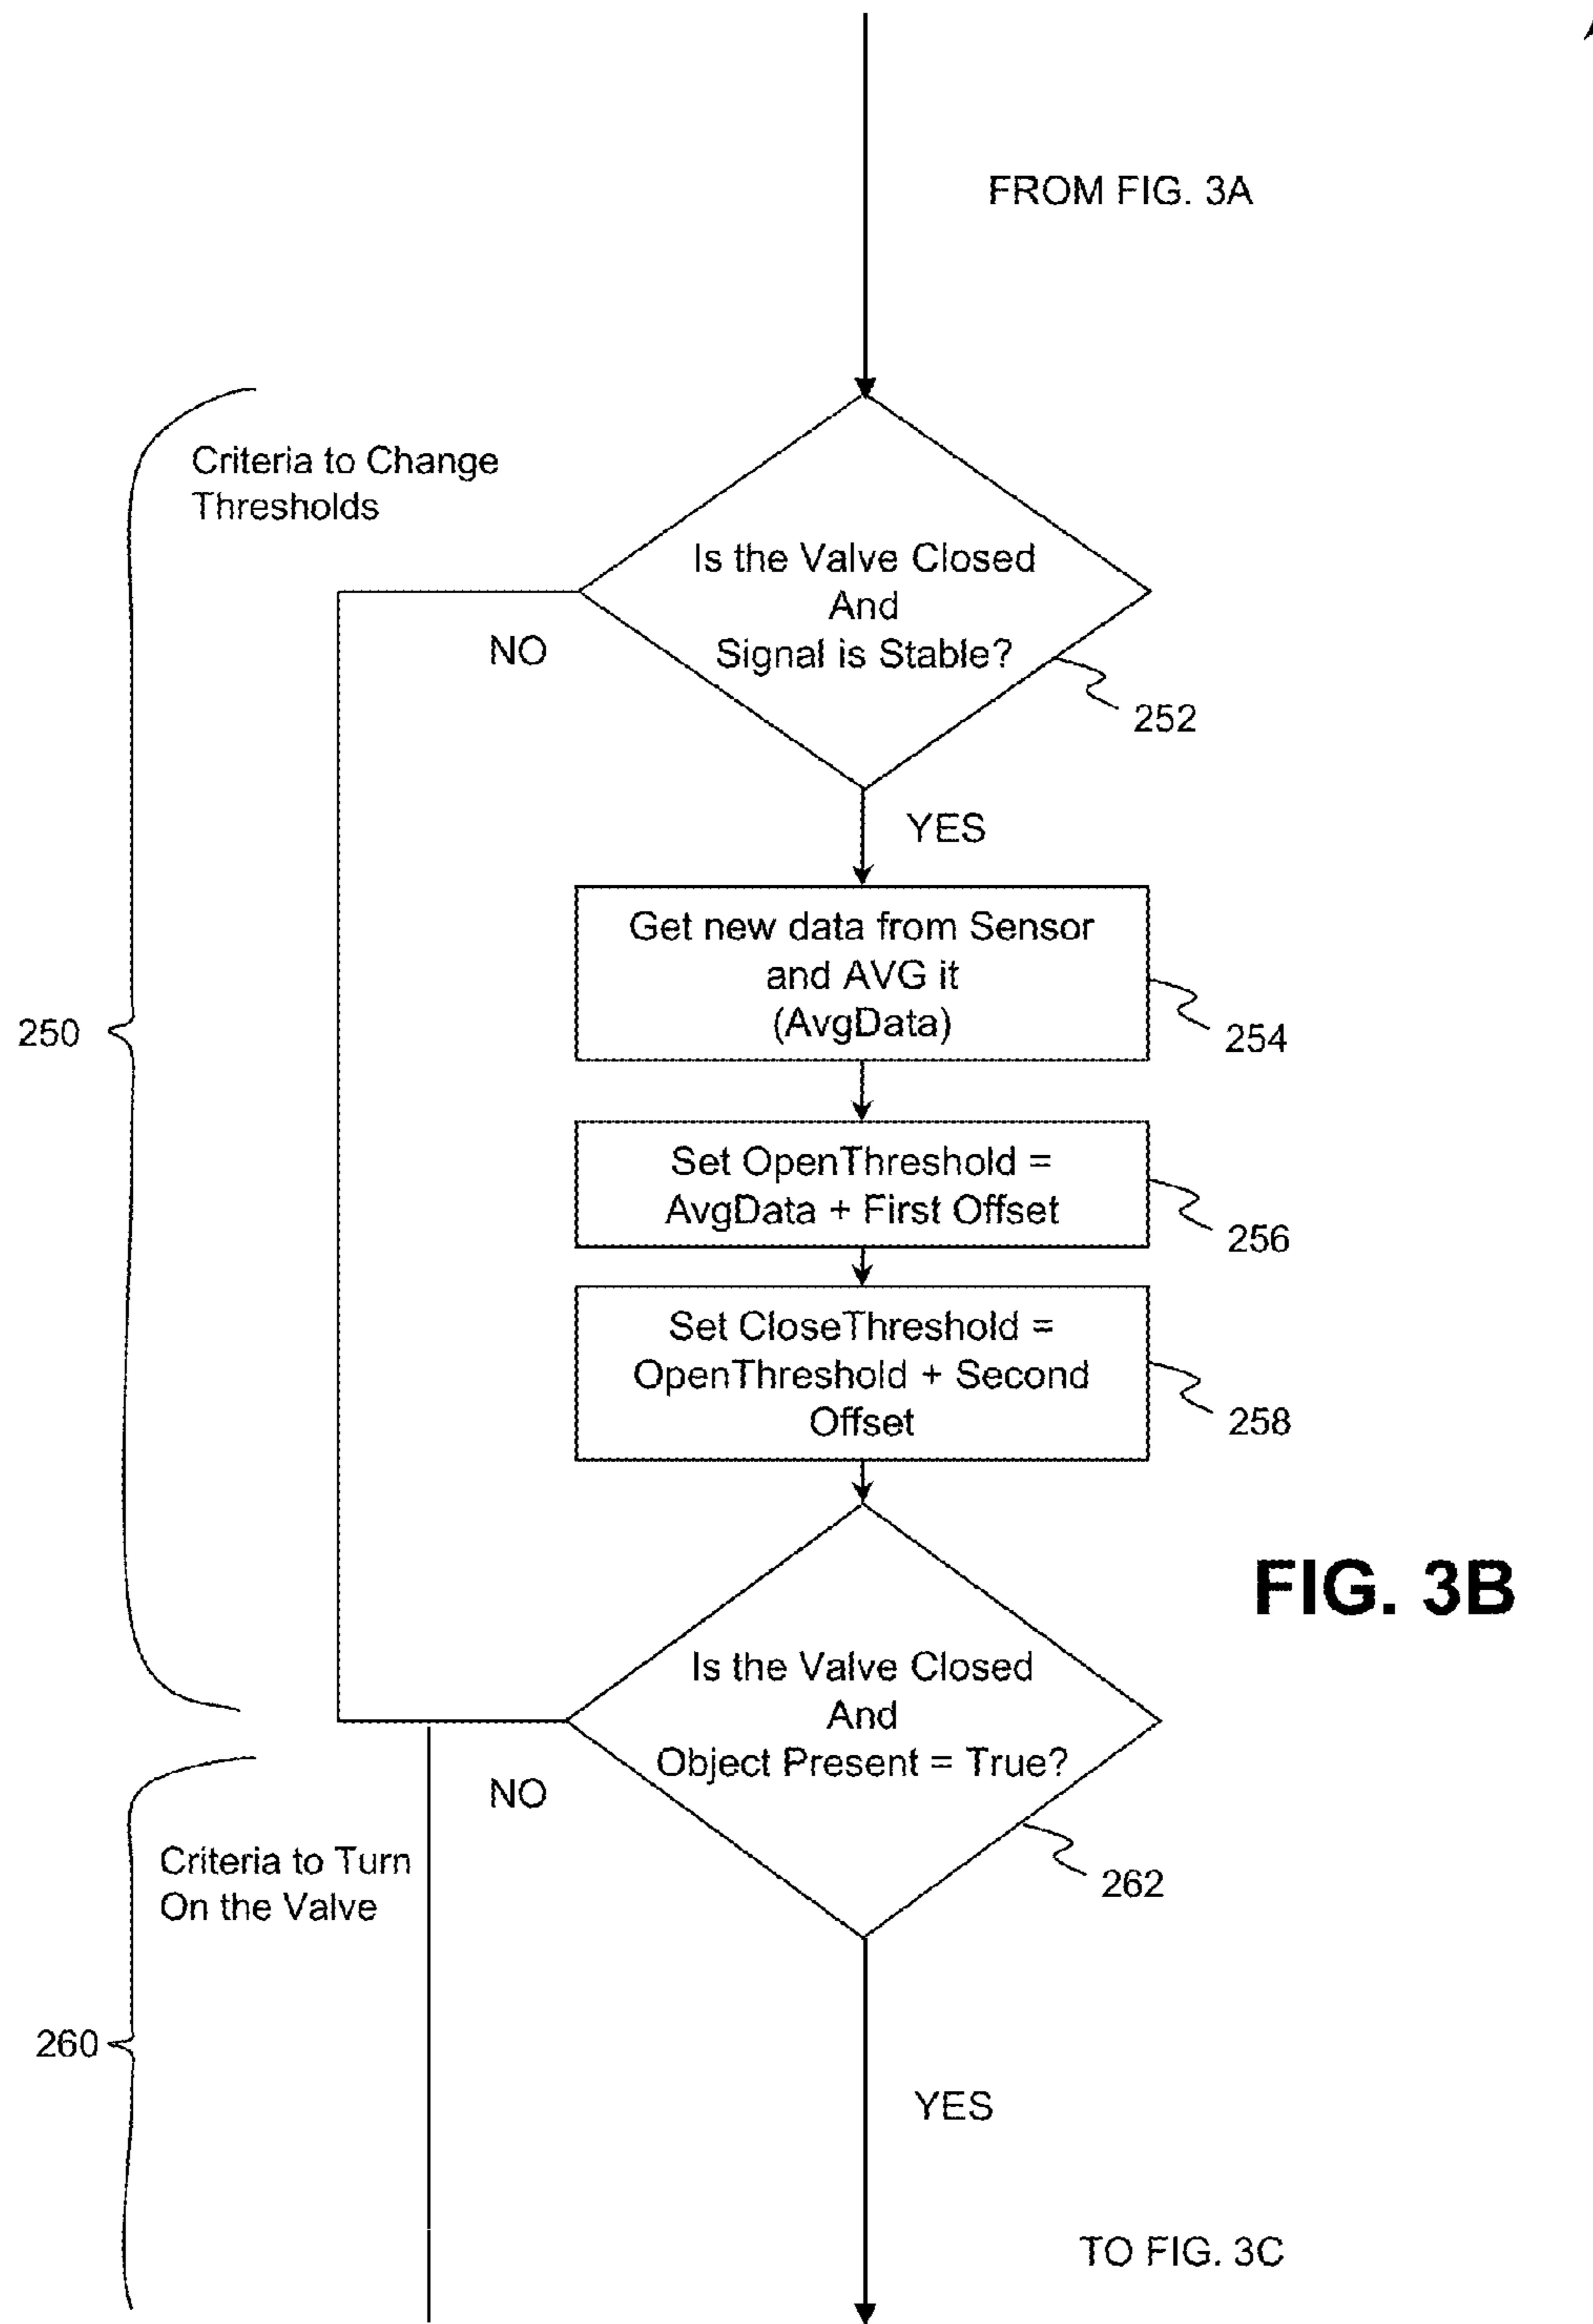 FROM FIG. 3A
Criteria to Change
Thresholds
Is the Valve Closed
And
Signal is Stable?
NO
252
YES
Get new data from Sensor
and AVG it
(AvgData)
250
254
Set OpenThreshold =
AvgData + First Offset
256
Set CloseThreshold =
OpenThreshold + Second
Offset
258
FIG. 3B
Is the Valve Closed
And
Object Present = True?
NO
Criteria to Turn
On the Valve
262
260
YES
TO FIG. 3C